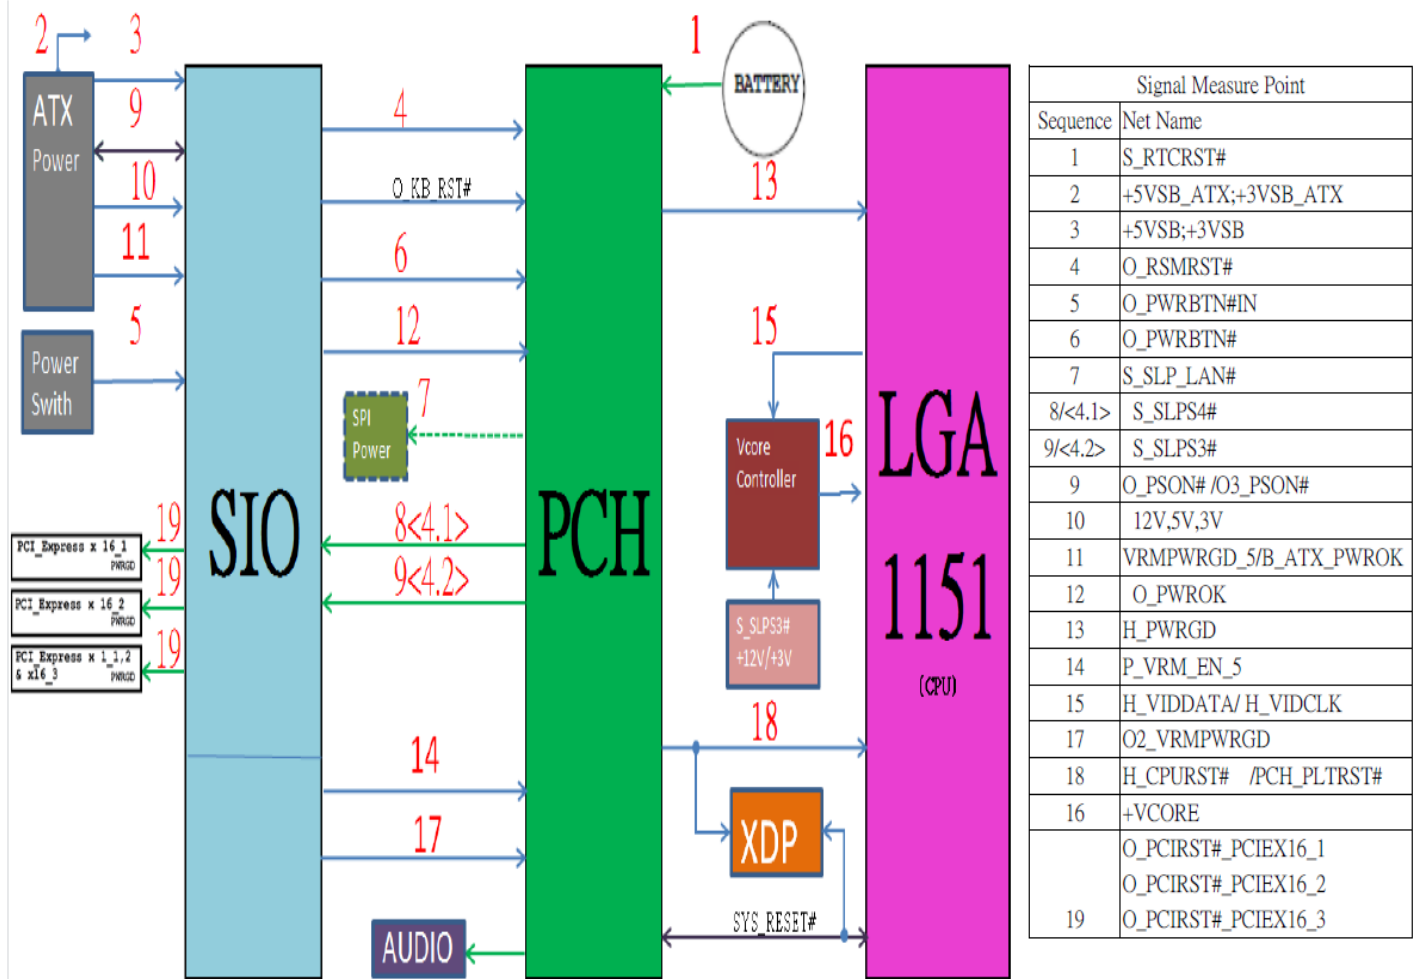 2
3
ATX
Power
9
10
11
5
Power
Swith
SIO
4
O_KB_RST#
6
12
SPI
Power
7
8<4.1>
9<4.2>
19
PCI_Express x 16_1
PWRGD
19
PCI_Express x 16_2
PWRGD
19
PCI_Express x 1_1,2
& x16_3
PWRGD
14
17
AUDIO
PCH
1
BATTERY
13
15
Vcore
Controller
16
S_SLPS3#
+12V/+3V
18
XDP
SYS_RESET#
LGA
1151
(CPU)
Signal Measure Point
Sequence Net Name
1 S_RTCRST#
2 +5VSB_ATX;+3VSB_ATX
3 +5VSB;+3VSB
4 O_RSMRST#
5 O_PWRBTN#IN
6 O_PWRBTN#
7 S_SLP_LAN#
8/<4.1> S_SLPS4#
9/<4.2> S_SLPS3#
9 O_PSON# /O3_PSON#
10 12V,5V,3V
11 VRMPWRGD_5/B_ATX_PWROK
12 O_PWROK
13 H_PWRGD
14 P_VRM_EN_5
15 H_VIDDATA/ H_VIDCLK
17 O2_VRMPWRGD
18 H_CPURST# /PCH_PLTRST#
16 +VCORE
O_PCIRST#_PCIEX16_1
O_PCIRST#_PCIEX16_2
19 O_PCIRST#_PCIEX16_3